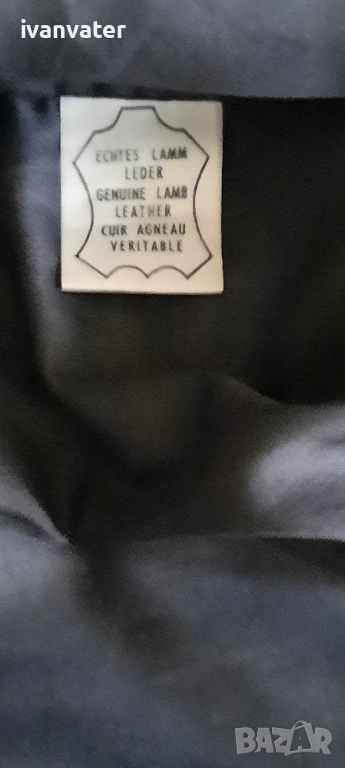 ivanvater
ECHTES LAMM
LEDER
GENUINE LAMB
LEATHER
CUIR AGNEAU
VERITABLE
BAZAR